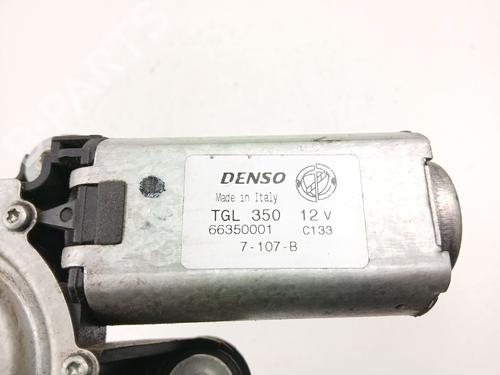 DENSO
Made in Italy
TGL 350 12 V
66350001 C133
7-107-B